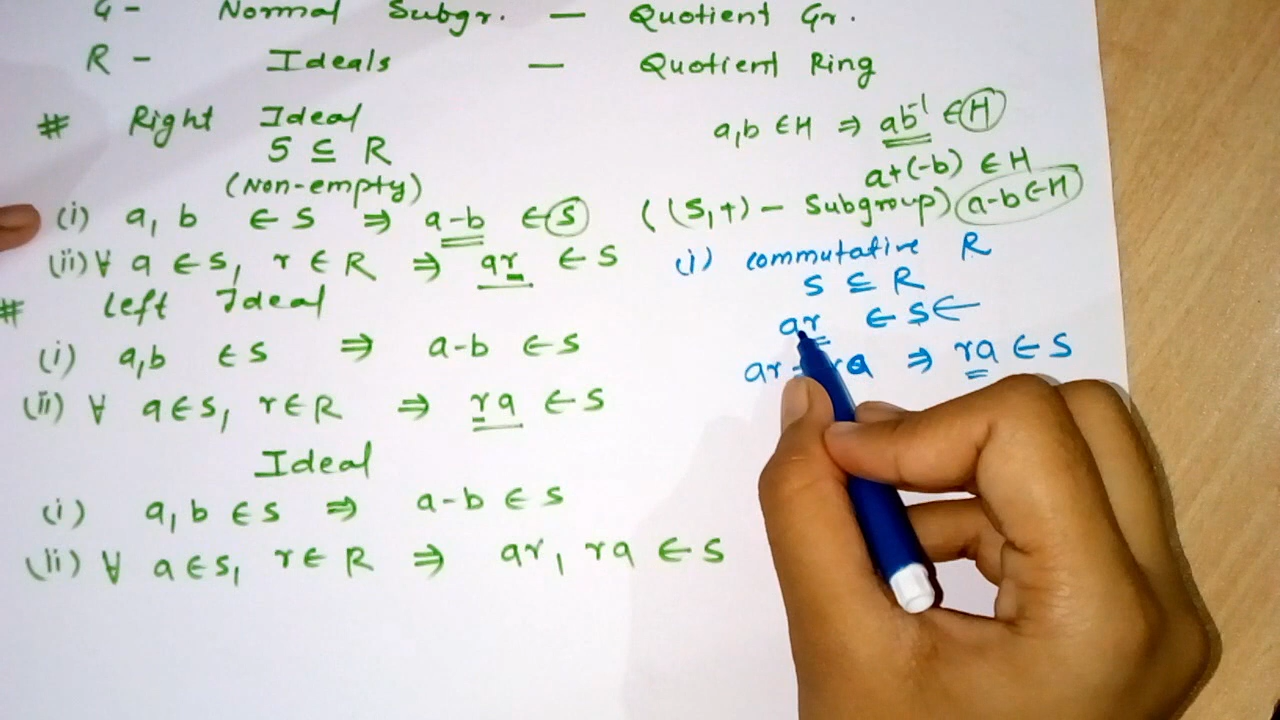 G - Normal Subgr. — Quotient Gr.
R - Ideals — Quotient Ring
# Right Ideal
S ⊆ R
(Non-empty)
(i) a, b ∈ S ⇒ a-b ∈ S
(ii) ∀ a ∈ S, r ∈ R ⇒ ar ∈ S
# Left Ideal
(i) a,b ∈ S ⇒ a-b ∈ S
(ii) ∀ a ∈ S, r ∈ R ⇒ ra ∈ S
Ideal
(i) a, b ∈ S ⇒ a-b ∈ S
(ii) ∀ a ∈ S, r ∈ R ⇒ ar, ra ∈ S
a,b ∈ H ⇒ ab⁻¹ ∈ H
a+(-b) ∈ H
((S,+) - Subgroup) a-b ∈ H
(i) commutative R
S ⊆ R
ar ∈ S ←
ar = ra ⇒ ra ∈ S